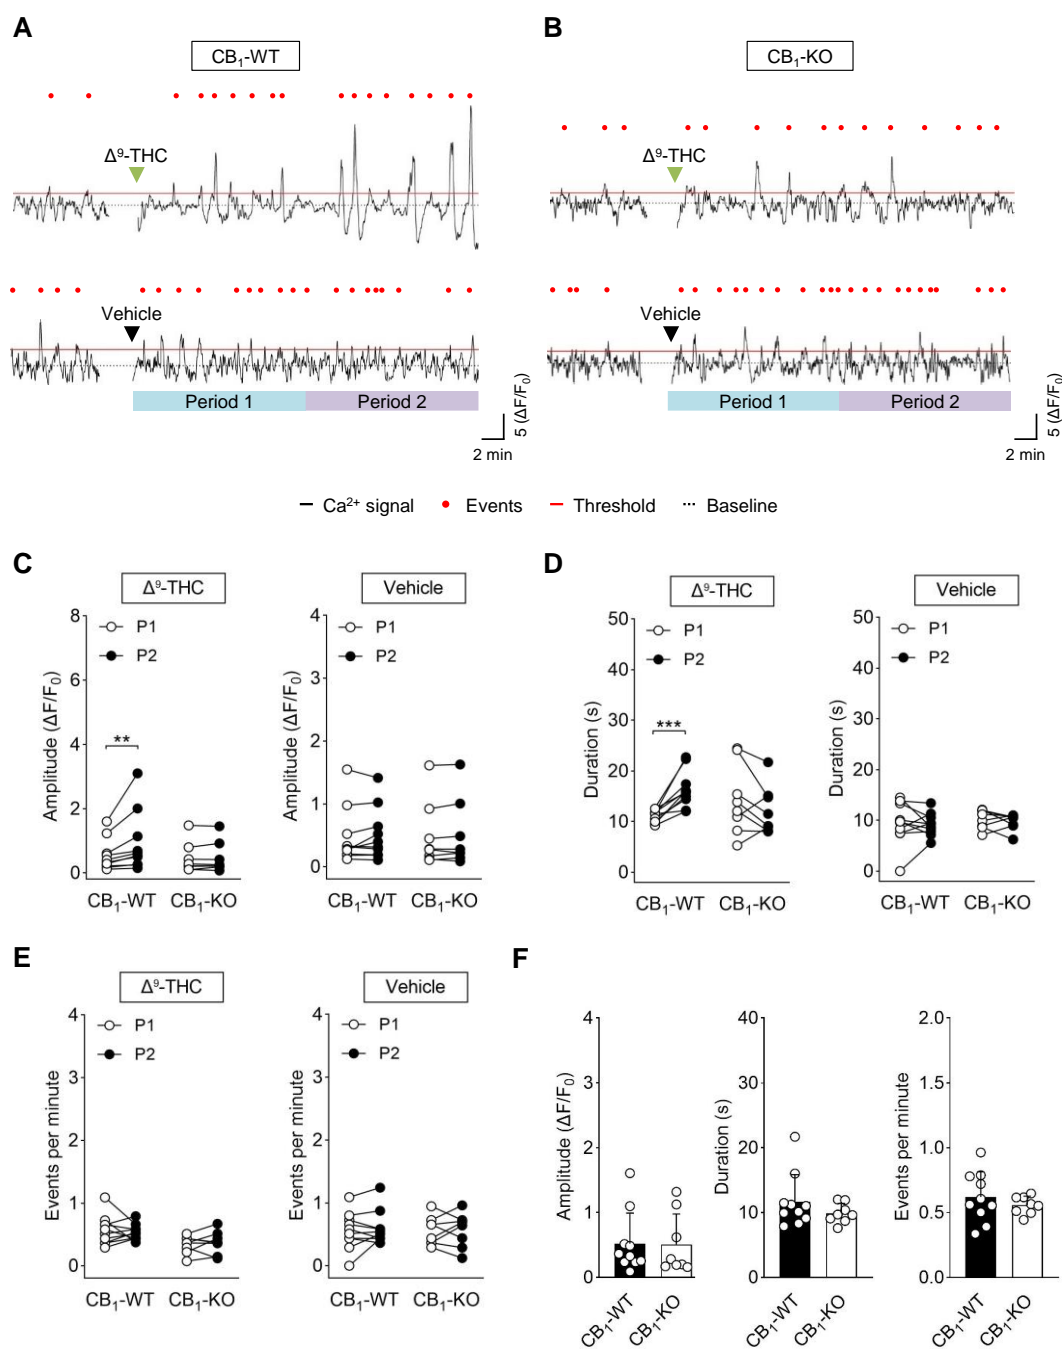 A
B
CB₁-WT
CB₁-KO
Δ⁹-THC
Δ⁹-THC
Vehicle
Vehicle
Period 1
Period 2
Period 1
Period 2
5 (ΔF/F₀)
2 min
5 (ΔF/F₀)
2 min
Ca²⁺ signal
Events
Threshold
Baseline
C
D
Δ⁹-THC
Vehicle
Δ⁹-THC
Vehicle
Amplitude (ΔF/F₀)
8
6
4
2
0
P1
P2
**
CB₁-WT
CB₁-KO
Amplitude (ΔF/F₀)
4
3
2
1
0
P1
P2
CB₁-WT
CB₁-KO
Duration (s)
50
40
30
20
10
0
P1
P2
***
CB₁-WT
CB₁-KO
Duration (s)
50
40
30
20
10
0
P1
P2
CB₁-WT
CB₁-KO
E
F
Δ⁹-THC
Vehicle
Events per minute
4
3
2
1
0
P1
P2
CB₁-WT
CB₁-KO
Events per minute
4
3
2
1
0
P1
P2
CB₁-WT
CB₁-KO
Amplitude (ΔF/F₀)
4
3
2
1
0
CB₁-WT
CB₁-KO
Duration (s)
40
30
20
10
0
CB₁-WT
CB₁-KO
Events per minute
2.0
1.5
1.0
0.5
0.0
CB₁-WT
CB₁-KO